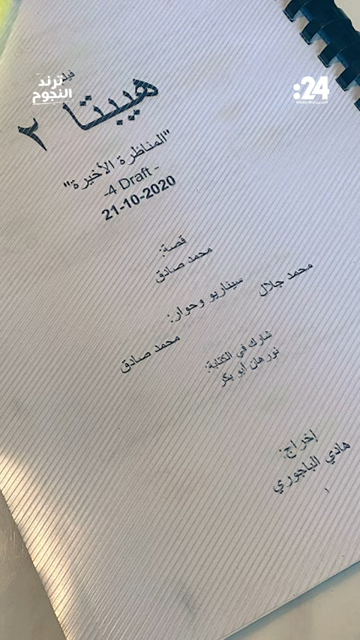 ترند
النجوم
:24
فيلم
هيبتا ٢
"المناظرة الأخيرة"
-4 Draft -
21-10-2020
قصة:
محمد صادق
سيناريو وحوار:
محمد جلال
محمد صادق
شارك في الكتابة:
نورهان أبو بكر
إخراج:
هادي الباجوري
١